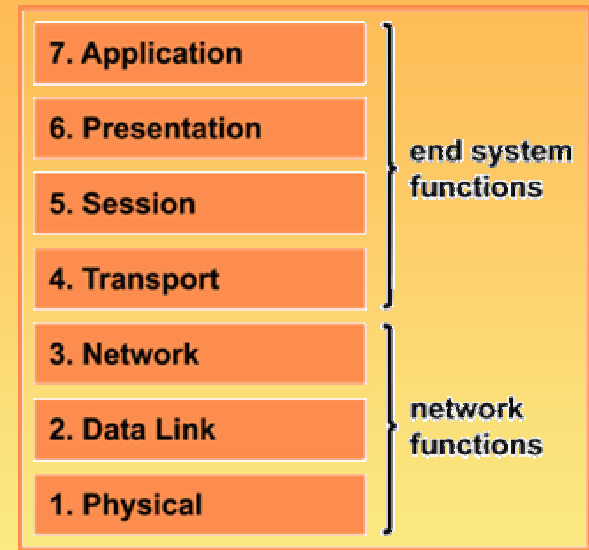 7. Application
6. Presentation
end system
functions
5. Session
4. Transport
3. Network
network
functions
2. Data Link
1. Physical